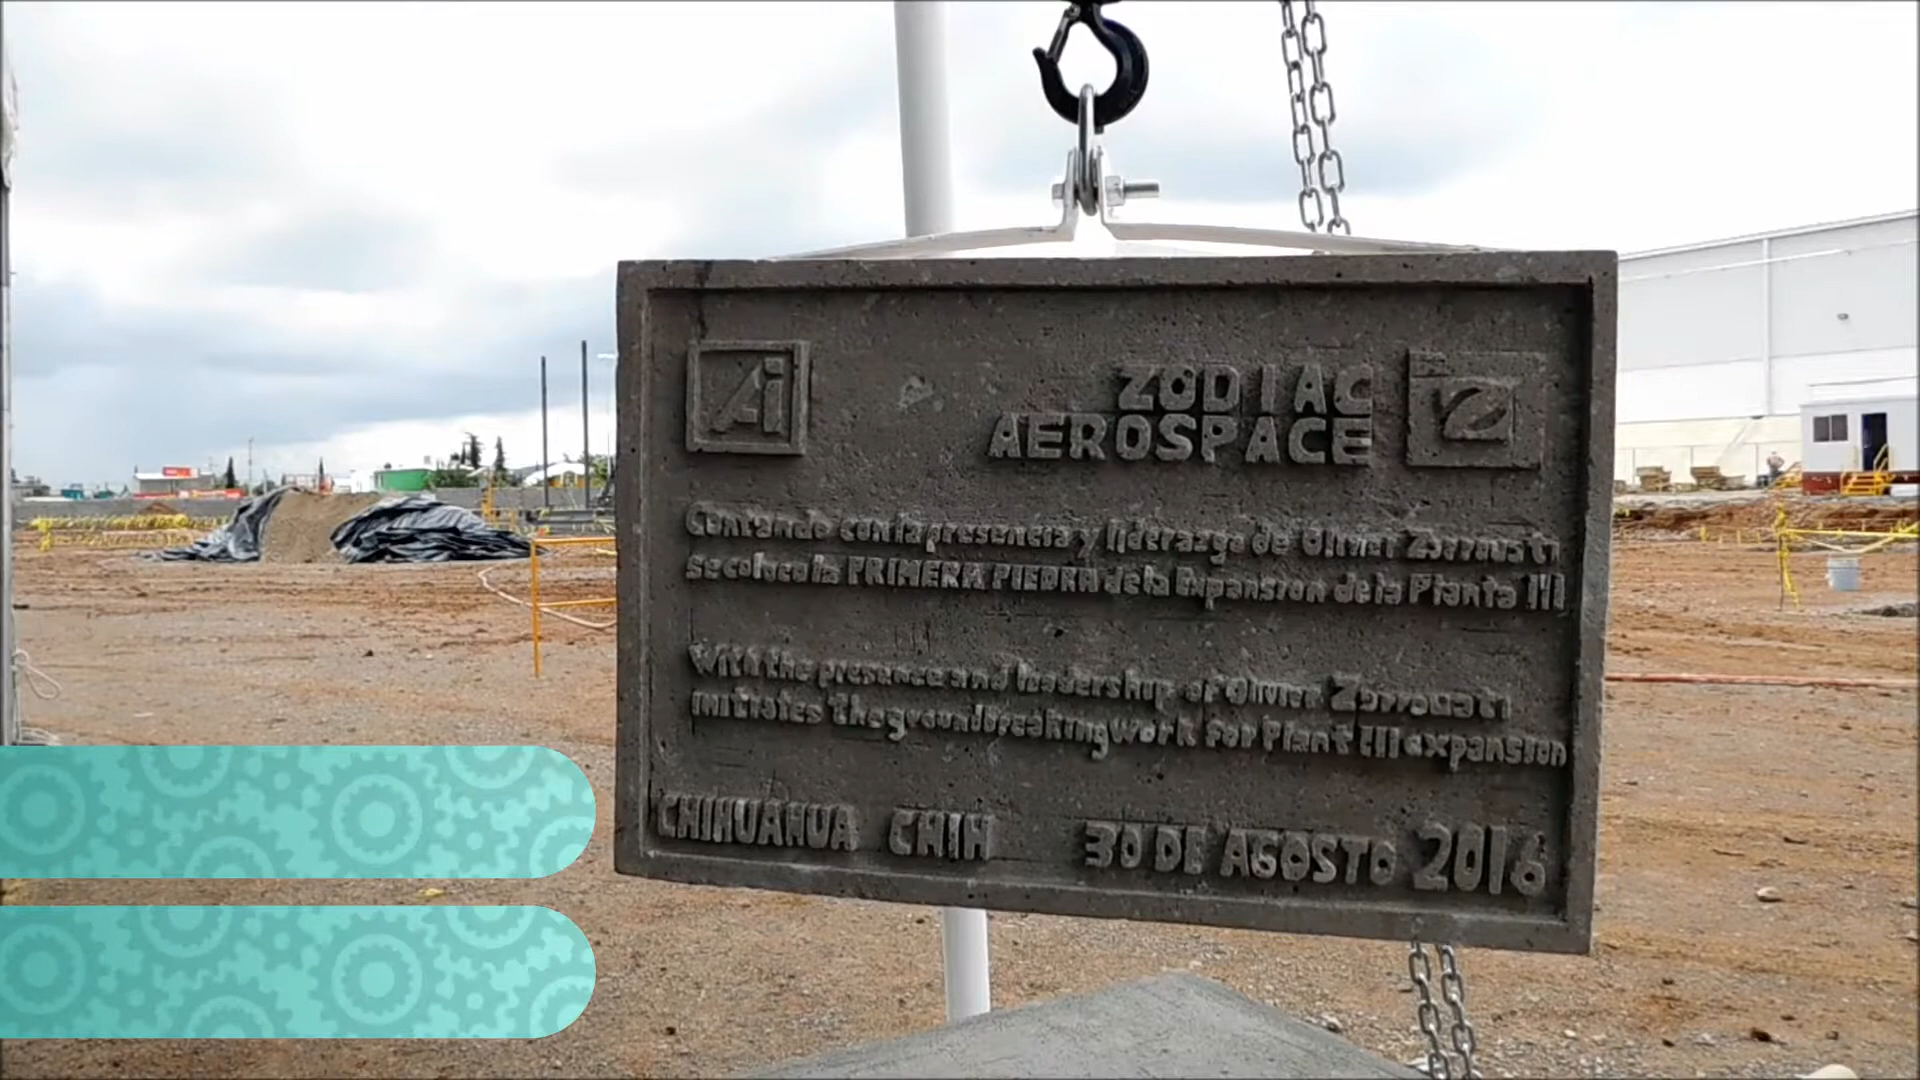 Ai
ZODIAC
AEROSPACE
Contando con la presencia y liderazgo de Olivier Zarrouati
se coloco la PRIMERA PIEDRA de la Expansion de la Planta III
With the presence and leadership of Olivier Zarrouati
initiates the groundbreaking work for Plant III expansion
CHIHUAHUA CHIH 30 DE AGOSTO 2016